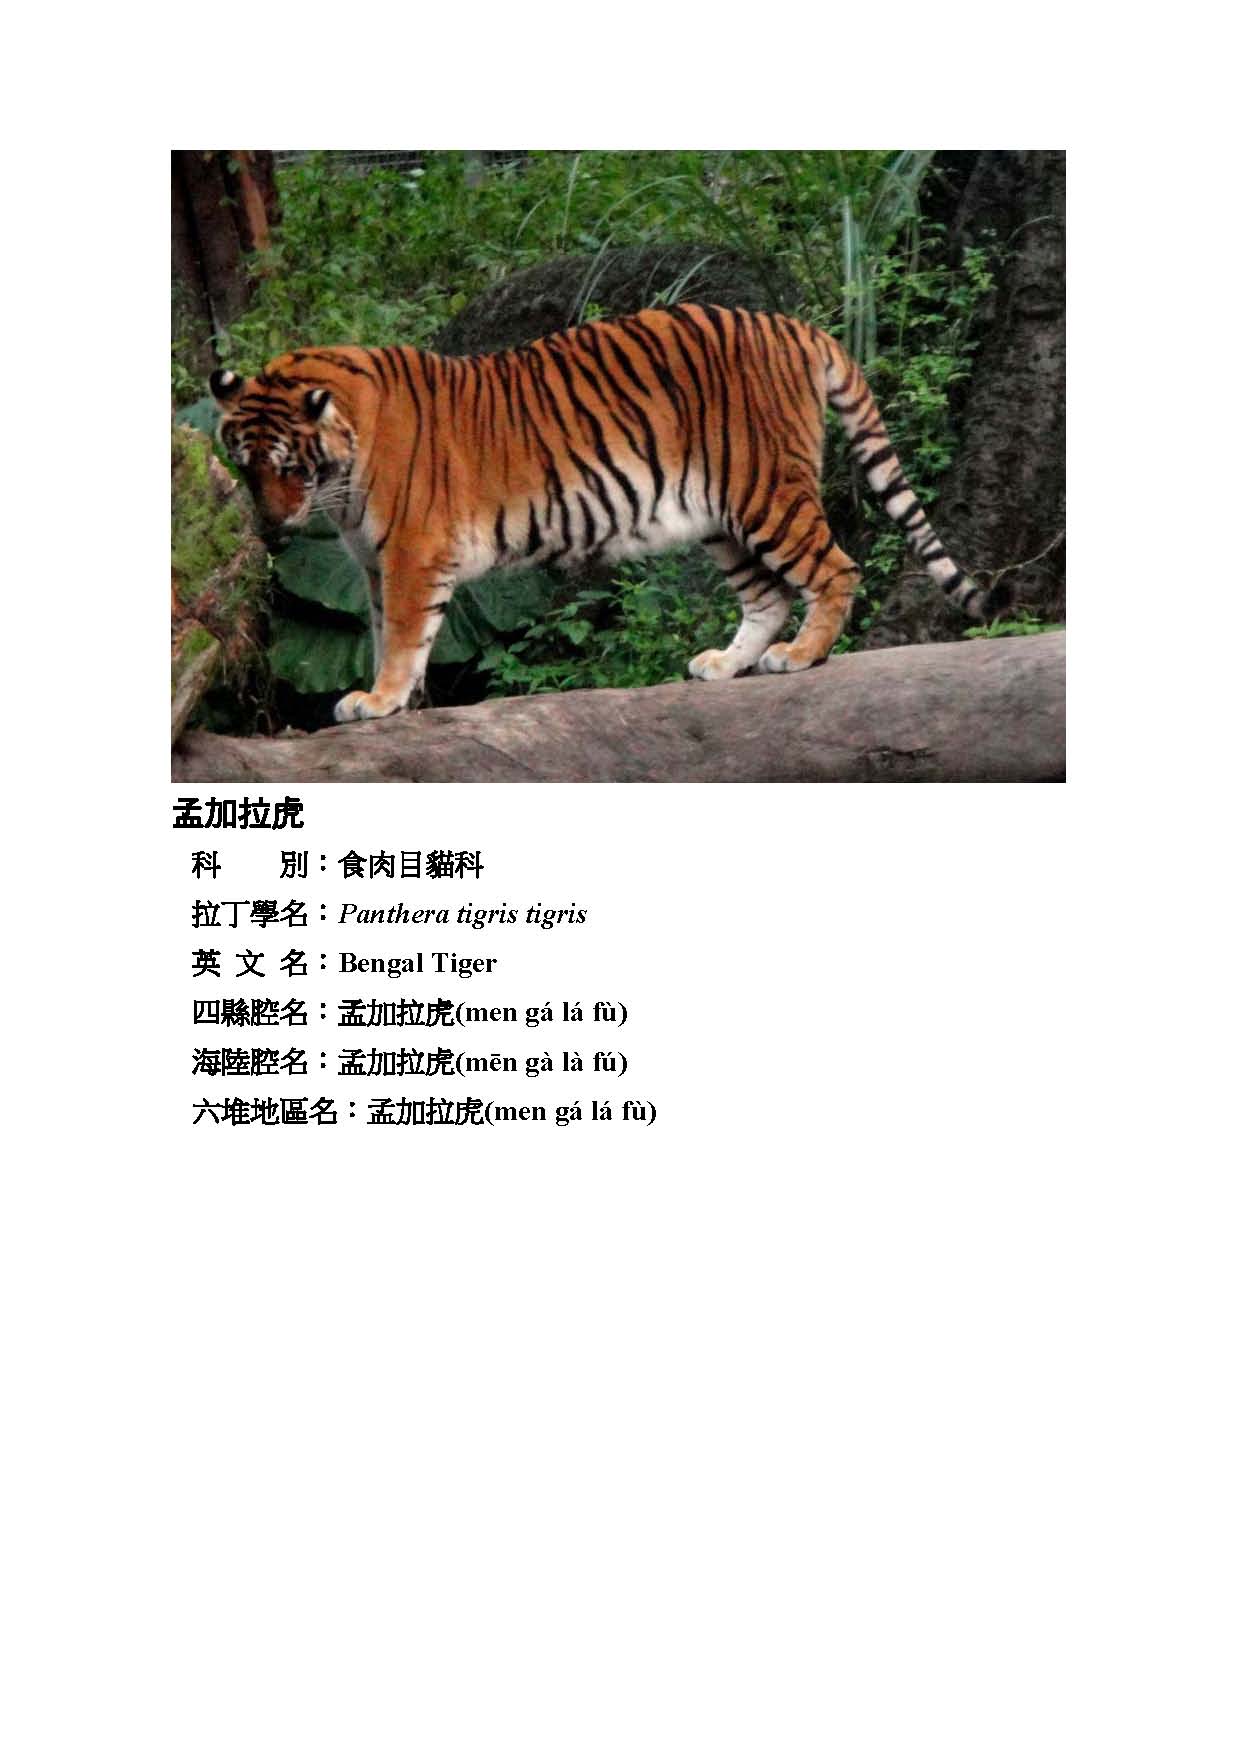 孟加拉虎
科　　別：食肉目貓科
拉丁學名：Panthera tigris tigris
英 文 名：Bengal Tiger
四縣腔名：孟加拉虎(men gá lá fù)
海陸腔名：孟加拉虎(mēn gà là fú)
六堆地區名：孟加拉虎(men gá lá fù)